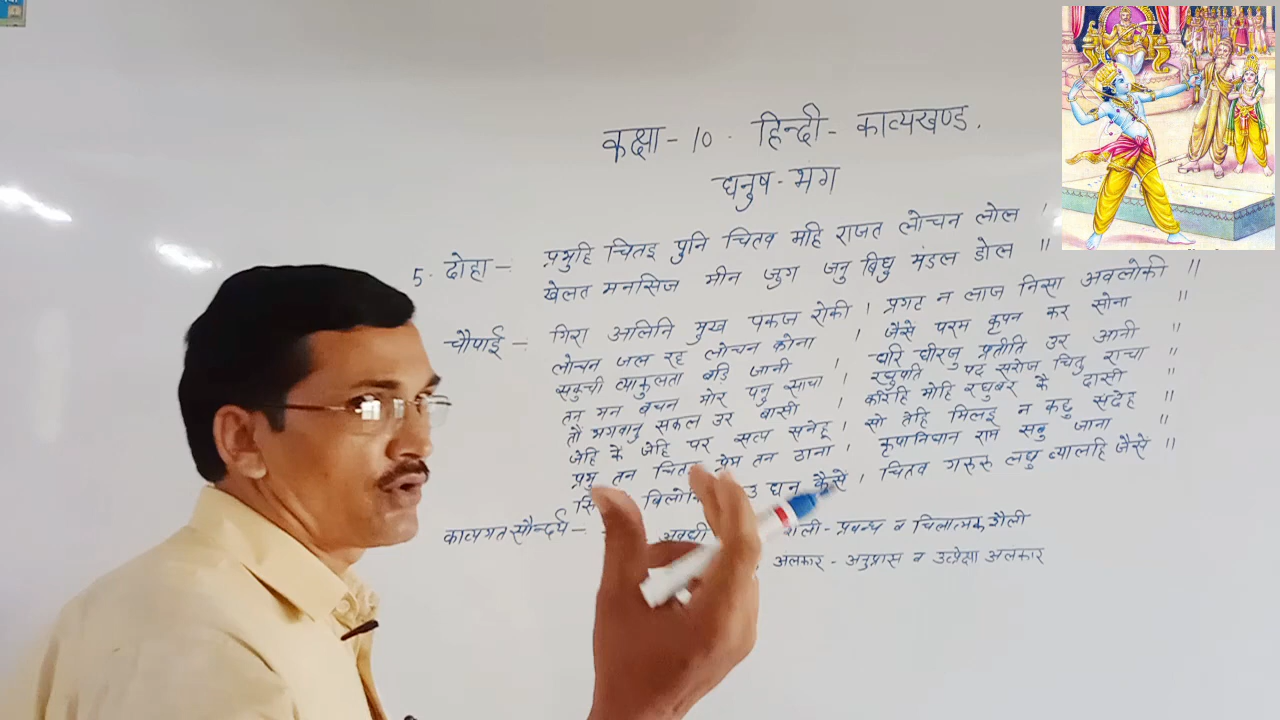 कक्षा - 10 · हिन्दी - काव्यखण्ड.
धनुष - भंग
5. दोहा - प्रभुहि चितइ पुनि चितव महि राजत लोचन लोल ।
खेलत मनसिज मीन जुग जनु बिधु मंडल डोल ॥
चौपाई - गिरा अलिनि मुख पंकज रोकी । प्रगट न लाज निसा अवलोकी ॥
लोचन जल रह लोचन कोना । जैसे परम कृपन कर सोना ॥
सकुची व्याकुलता बड़ि जानी । धरि धीरजु प्रतीति उर आनी ॥
तन मन बचन मोर पनु साचा । रघुपति पद सरोज चितु राचा ॥
तौ भगवानु सकल उर बासी । करिहि मोहि रघुबर कै दासी ॥
जेहि कें जेहि पर सत्य सनेहू । सो तेहि मिलइ न कछु संदेह ॥
प्रभु तन चितइ प्रेम तन ठाना । कृपानिधान राम सबु जाना ॥
बिलोकि धनु कैसें । चितव गरुरु लघु व्यालहि जैसे ॥
काव्यगत सौन्दर्य - अवधी शैली - प्रबन्ध व चित्रात्मक शैली
अलंकार - अनुप्रास व उत्प्रेक्षा अलंकार